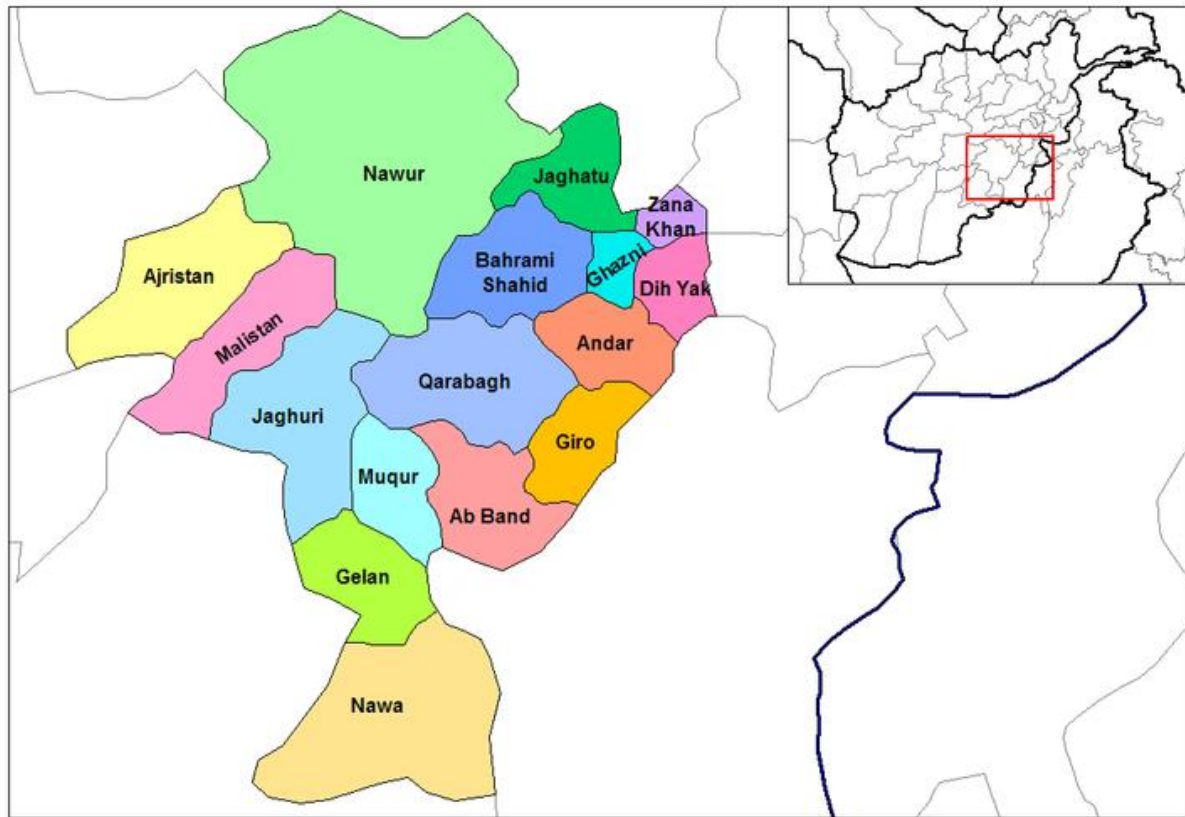 Nawur
Jaghatu
Zana
Khan
Ajristan
Bahrami
Shahid
Ghazni
Dih Yak
Malistan
Andar
Qarabagh
Jaghuri
Giro
Muqur
Ab Band
Gelan
Nawa